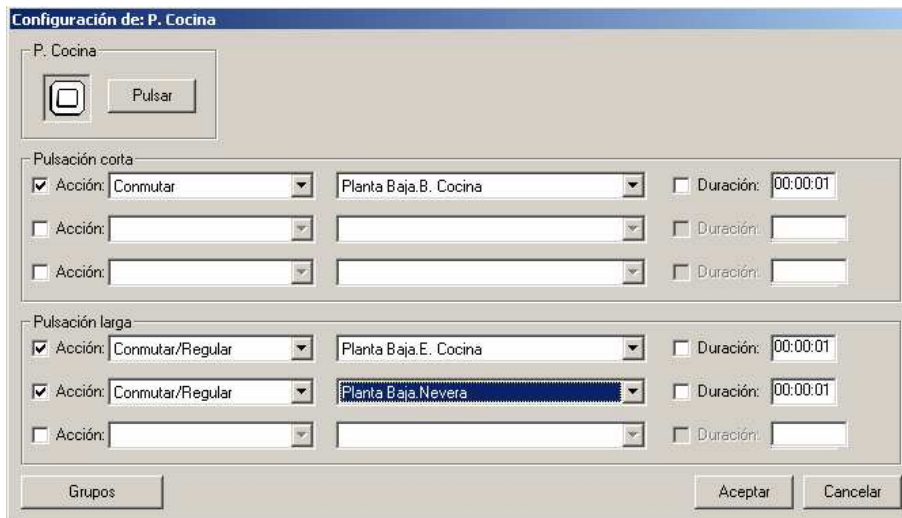 Configuración de: P. Cocina
P. Cocina
Pulsar
Pulsación corta
Acción: Conmutar Planta Baja.B. Cocina Duración: 00:00:01
Acción: Duración:
Acción: Duración:
Pulsación larga
Acción: Conmutar/Regular Planta Baja.E. Cocina Duración: 00:00:01
Acción: Conmutar/Regular Planta Baja.Nevera Duración: 00:00:01
Acción: Duración:
Grupos Aceptar Cancelar